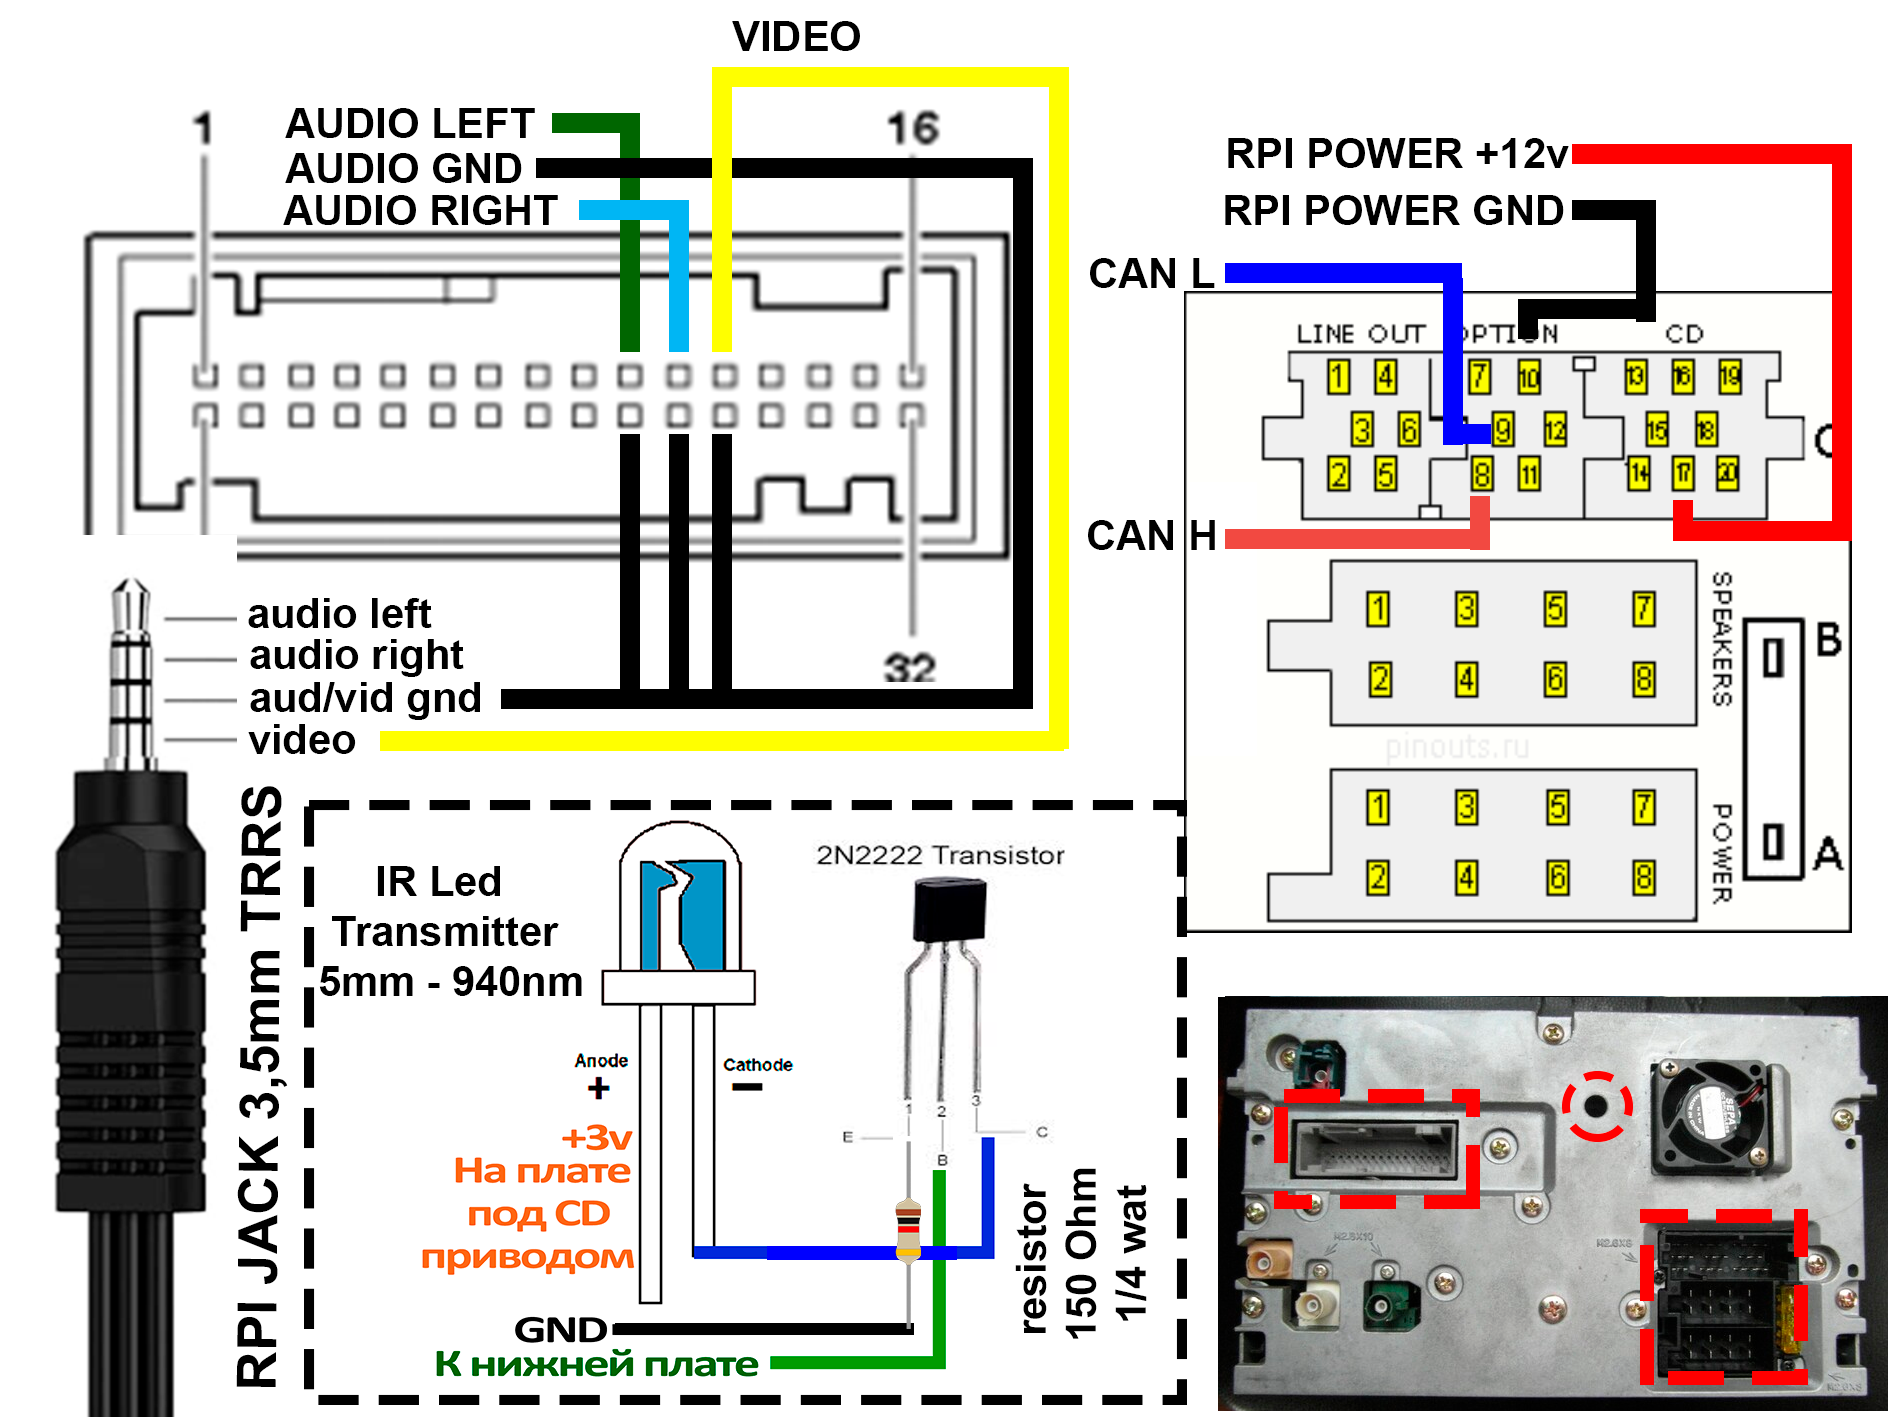 VIDEO
AUDIO LEFT
AUDIO GND
AUDIO RIGHT
1
16
32
audio left
audio right
aud/vid gnd
video
RPI JACK 3,5mm TRRS
RPI POWER +12v
RPI POWER GND
CAN L
CAN H
LINE OUT
OPTION
CD
1 4 7 10 13 16 19
3 6 9 12 15 18
2 5 8 11 14 17 20
C
1 3 5 7
2 4 6 8
SPEAKERS
B
pinouts.ru
1 3 5 7
2 4 6 8
POWER
A
IR Led
Transmitter
5mm - 940nm
Anode
+
Cathode
−
+3v
На плате
под CD
приводом
GND
К нижней плате
2N2222 Transistor
1
2
3
E
B
C
resistor
150 Ohm
1/4 wat
M2.6X10
M2.6X6